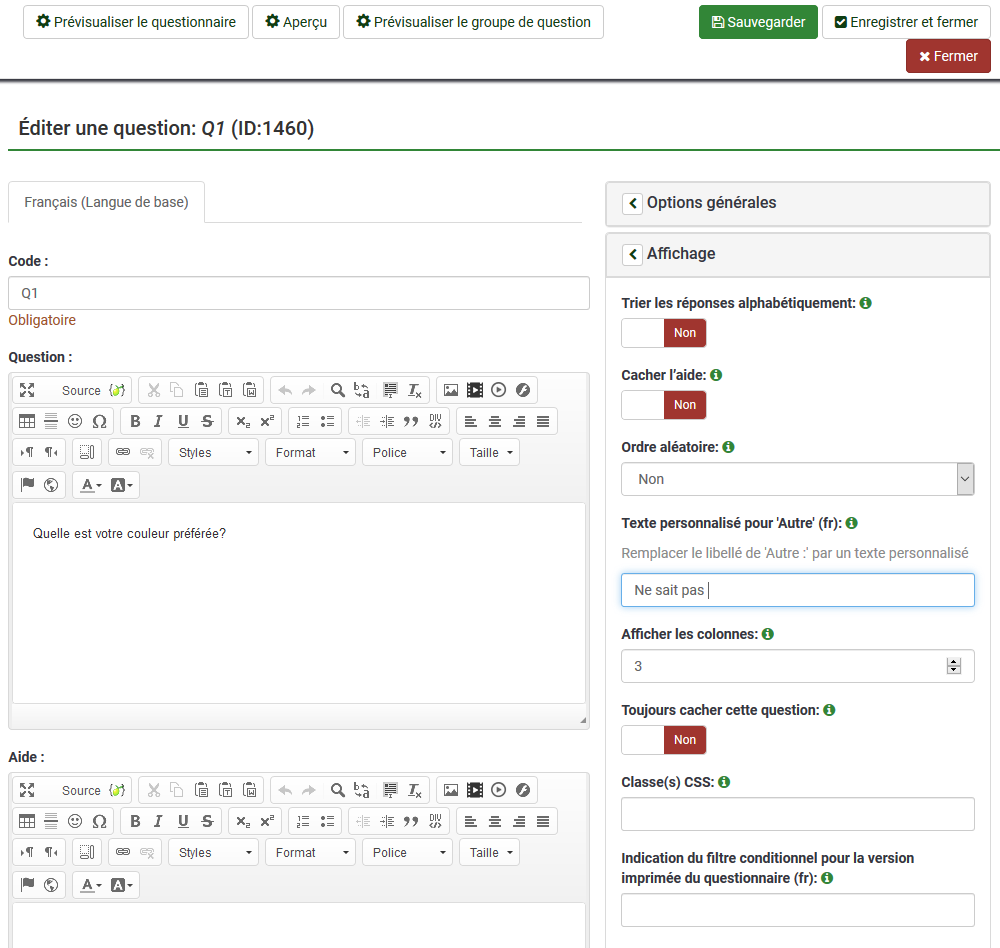 Prévisualiser le questionnaire
Aperçu
Prévisualiser le groupe de question
Sauvegarder
Enregistrer et fermer
Fermer
Éditer une question: Q1 (ID:1460)
Français (Langue de base)
Code :
Q1
Obligatoire
Question :
Source
Styles
Format
Police
Taille
Quelle est votre couleur préférée?
Aide :
Source
Styles
Format
Police
Taille
Options générales
Affichage
Trier les réponses alphabétiquement:
Non
Cacher l’aide:
Non
Ordre aléatoire:
Non
Texte personnalisé pour 'Autre' (fr):
Remplacer le libellé de 'Autre :' par un texte personnalisé
Ne sait pas
Afficher les colonnes:
3
Toujours cacher cette question:
Non
Classe(s) CSS:
Indication du filtre conditionnel pour la version
imprimée du questionnaire (fr):